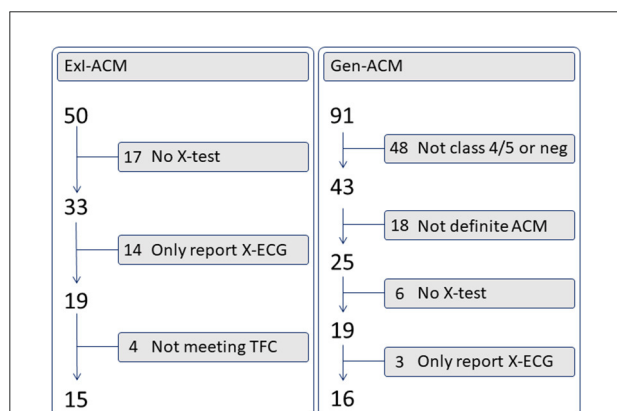 Exl-ACM
50
17 No X-test
33
14 Only report X-ECG
19
4 Not meeting TFC
15
Gen-ACM
91
48 Not class 4/5 or neg
43
18 Not definite ACM
25
6 No X-test
19
3 Only report X-ECG
16